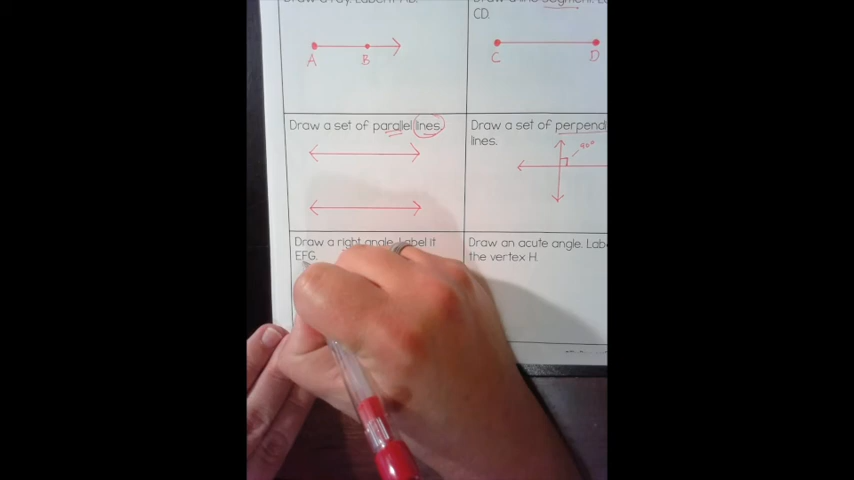 CD.
A B
C D
Draw a set of parallel lines.
Draw a set of perpend
lines.
90°
Draw a right angle. Label it
EFG.
Draw an acute angle. Lab
the vertex H.